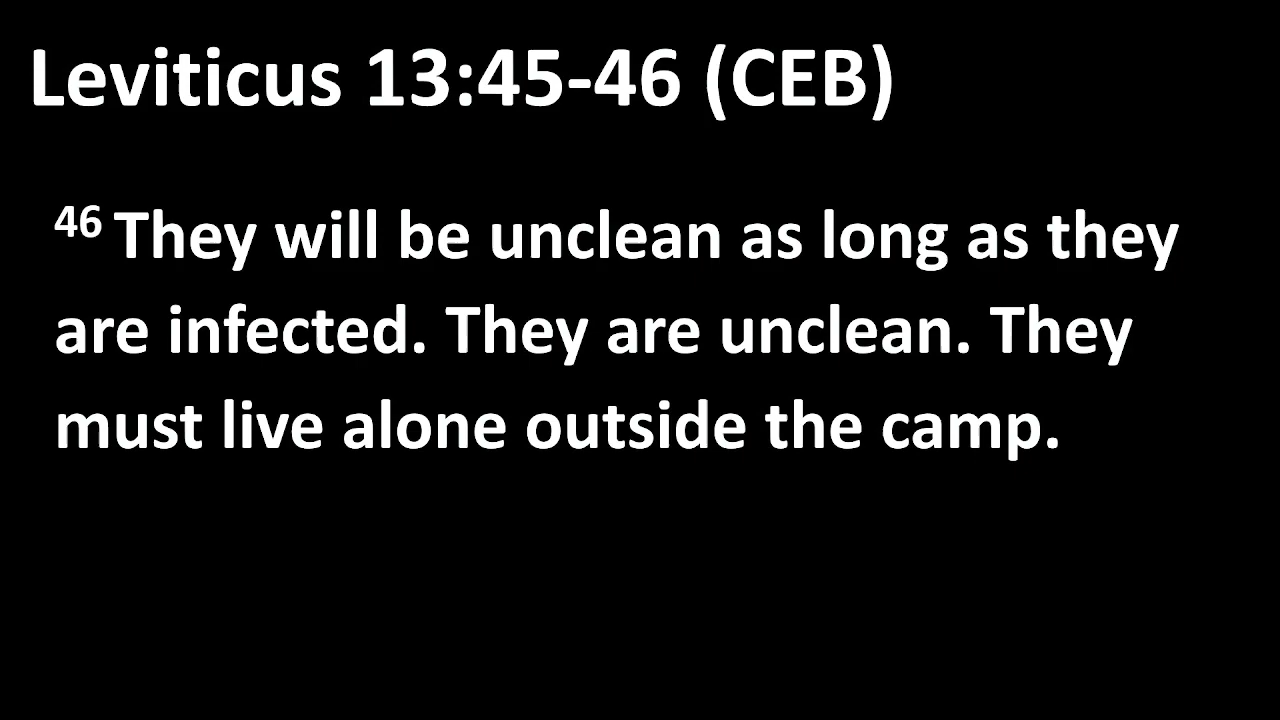 Leviticus 13:45-46 (CEB)
46 They will be unclean as long as they
are infected. They are unclean. They
must live alone outside the camp.